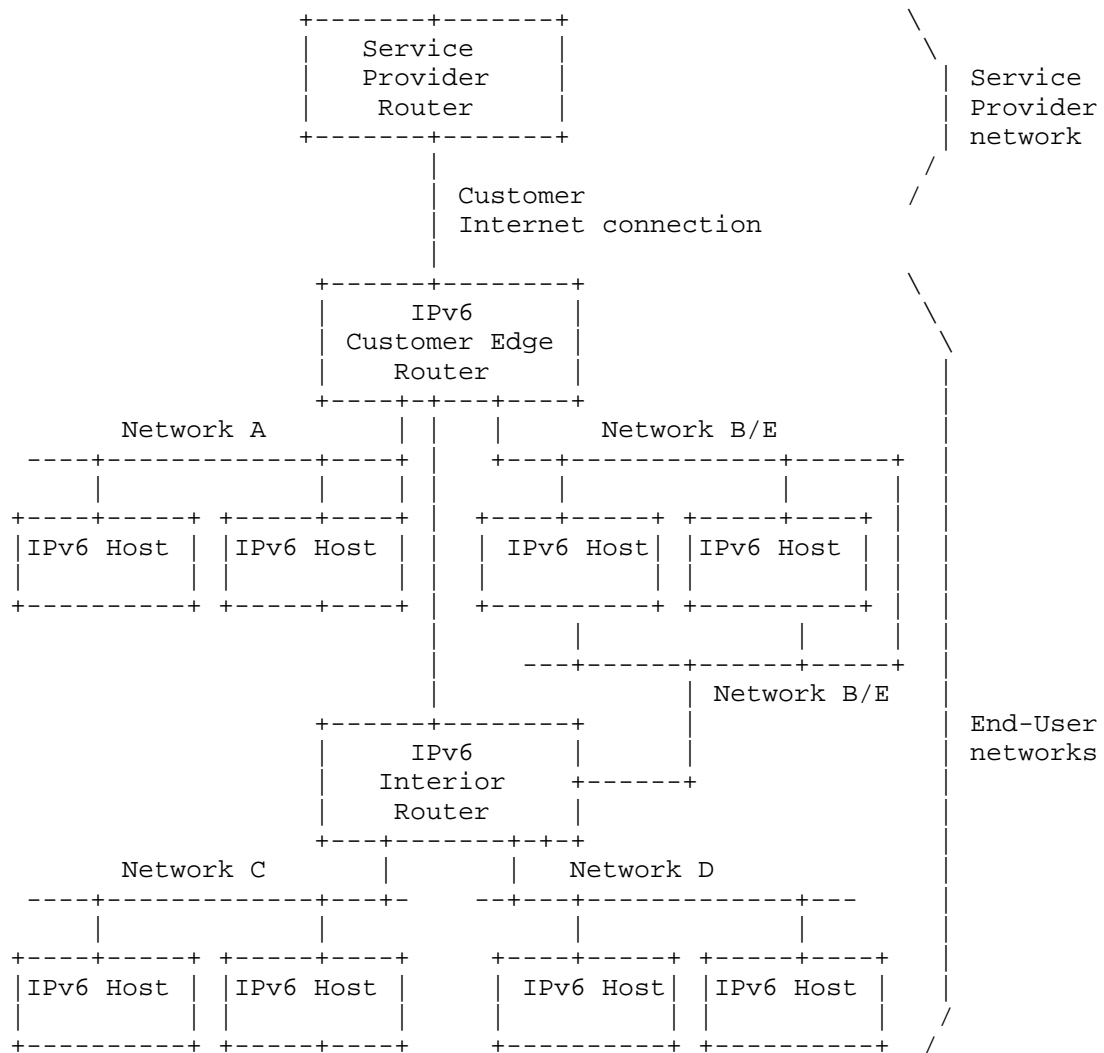 Service
Provider
Router
Service
Provider
network
Customer
Internet connection
IPv6
Customer Edge
Router
Network A
Network B/E
IPv6 Host
IPv6 Host
IPv6 Host
IPv6 Host
Network B/E
End-User
networks
IPv6
Interior
Router
Network C
Network D
IPv6 Host
IPv6 Host
IPv6 Host
IPv6 Host